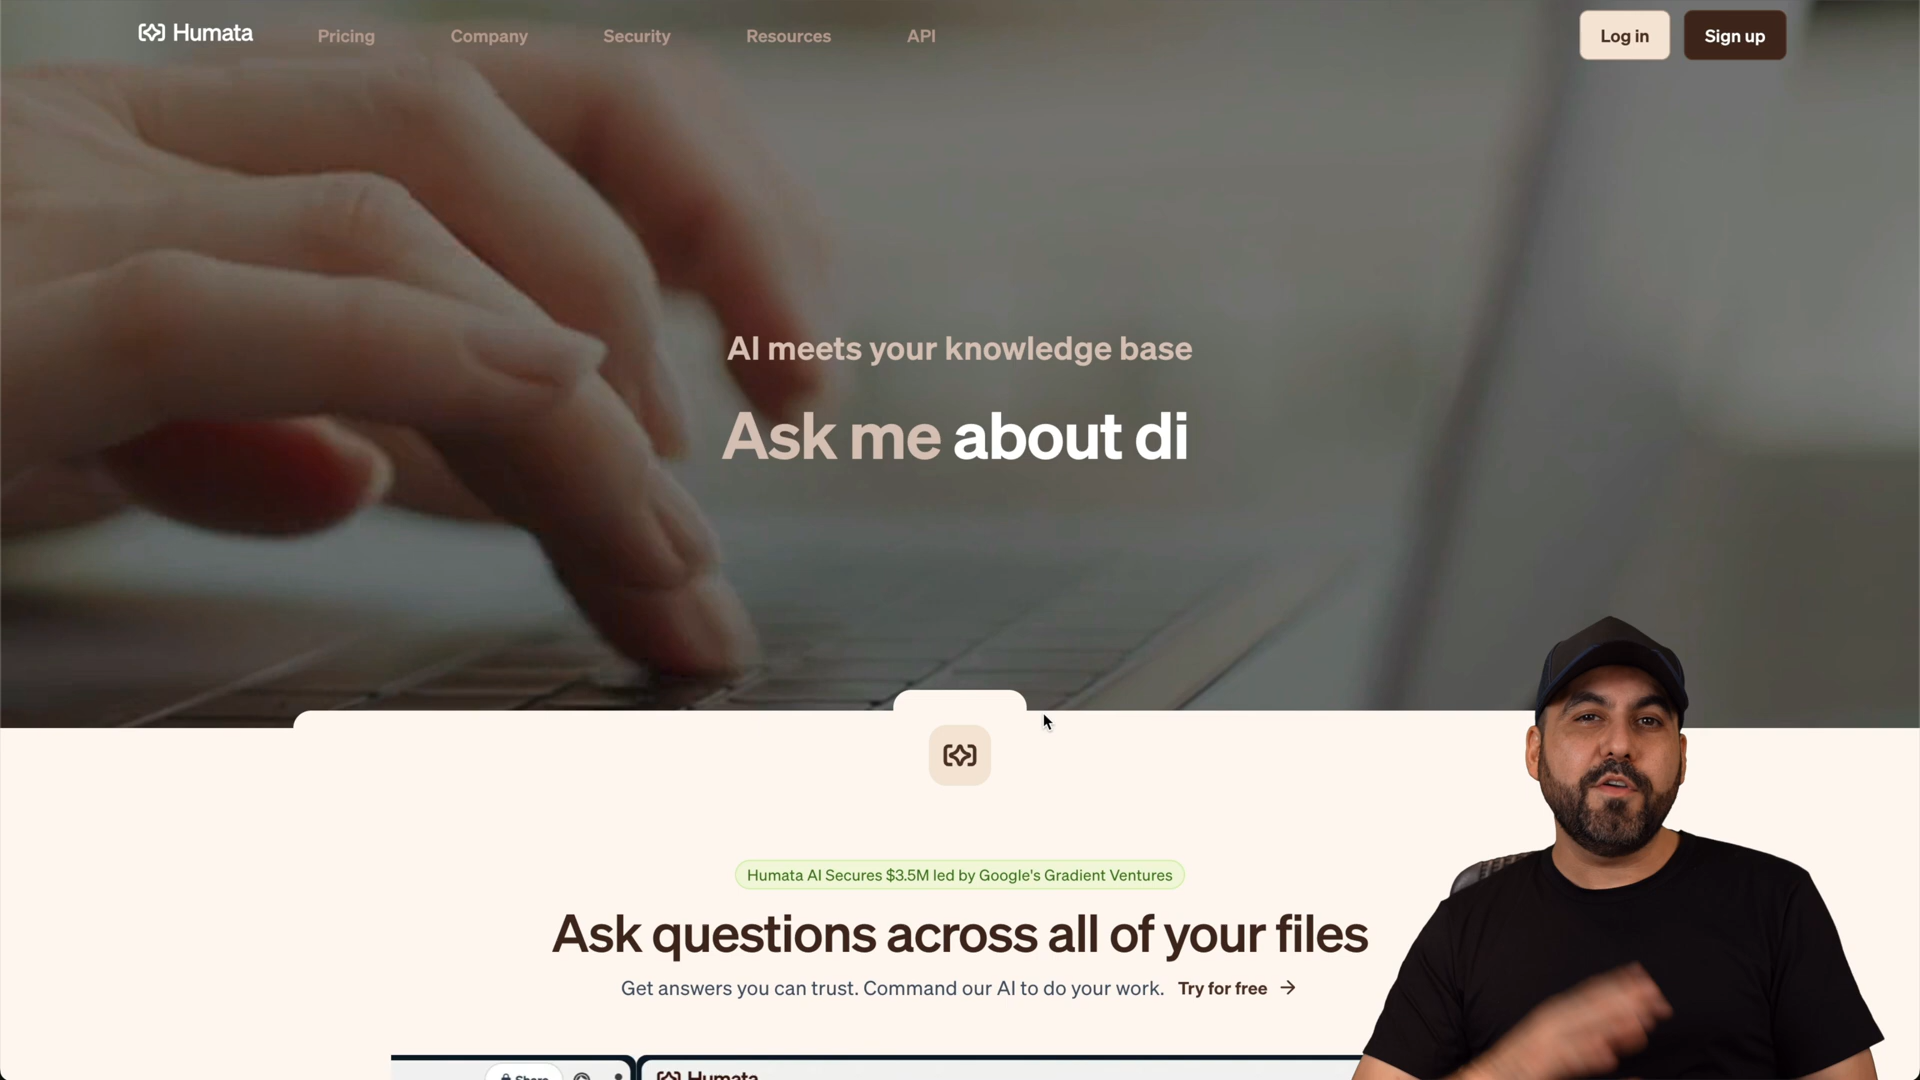 Humata
Pricing
Company
Security
Resources
API
Log in
Sign up
AI meets your knowledge base
Ask me about di
Humata AI Secures $3.5M led by Google's Gradient Ventures
Ask questions across all of your files
Get answers you can trust. Command our AI to do your work. Try for free →
Share
Humata